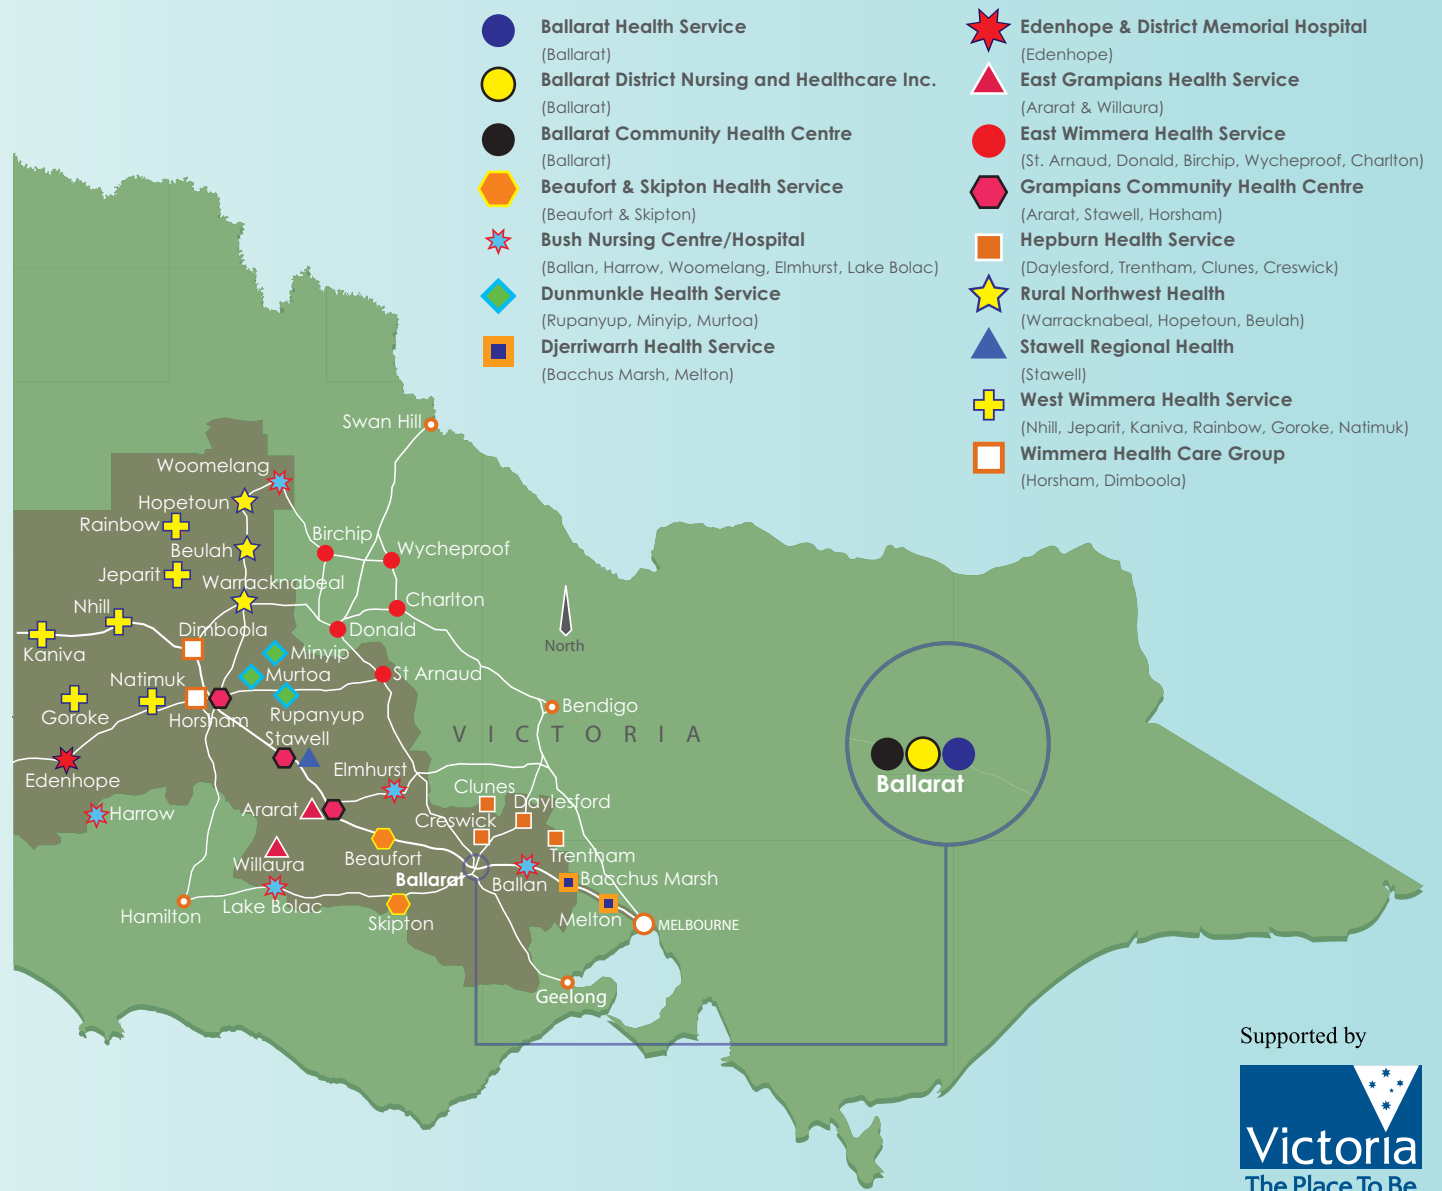 Ballarat Health Service
(Ballarat)
Ballarat District Nursing and Healthcare Inc.
(Ballarat)
Ballarat Community Health Centre
(Ballarat)
Beaufort & Skipton Health Service
(Beaufort & Skipton)
Bush Nursing Centre/Hospital
(Ballan, Harrow, Woomelang, Elmhurst, Lake Bolac)
Dunmunkle Health Service
(Rupanyup, Minyip, Murtoa)
Djerriwarrh Health Service
(Bacchus Marsh, Melton)
Edenhope & District Memorial Hospital
(Edenhope)
East Grampians Health Service
(Ararat & Willaura)
East Wimmera Health Service
(St. Arnaud, Donald, Birchip, Wycheproof, Charlton)
Grampians Community Health Centre
(Ararat, Stawell, Horsham)
Hepburn Health Service
(Daylesford, Trentham, Clunes, Creswick)
Rural Northwest Health
(Warracknabeal, Hopetoun, Beulah)
Stawell Regional Health
(Stawell)
West Wimmera Health Service
(Nhill, Jeparit, Kaniva, Rainbow, Goroke, Natimuk)
Wimmera Health Care Group
(Horsham, Dimboola)
Swan Hill
Woomelang
Hopetoun
Rainbow
Birchip
Beulah
Wycheproof
Jeparit
Warracknabeal
Nhill
Charlton
Dimboola
Donald
Kaniva
Minyip
North
Murtoa
St Arnaud
Natimuk
Goroke
Horsham
Rupanyup
Bendigo
Stawell
VICTORIA
Edenhope
Elmhurst
Clunes
Daylesford
Harrow
Ararat
Creswick
Ballarat
Willaura
Beaufort
Trentham
Ballarat
Ballan
Bacchus Marsh
Hamilton
Lake Bolac
Skipton
Melton
MELBOURNE
Geelong
Supported by
Victoria
The Place To Be